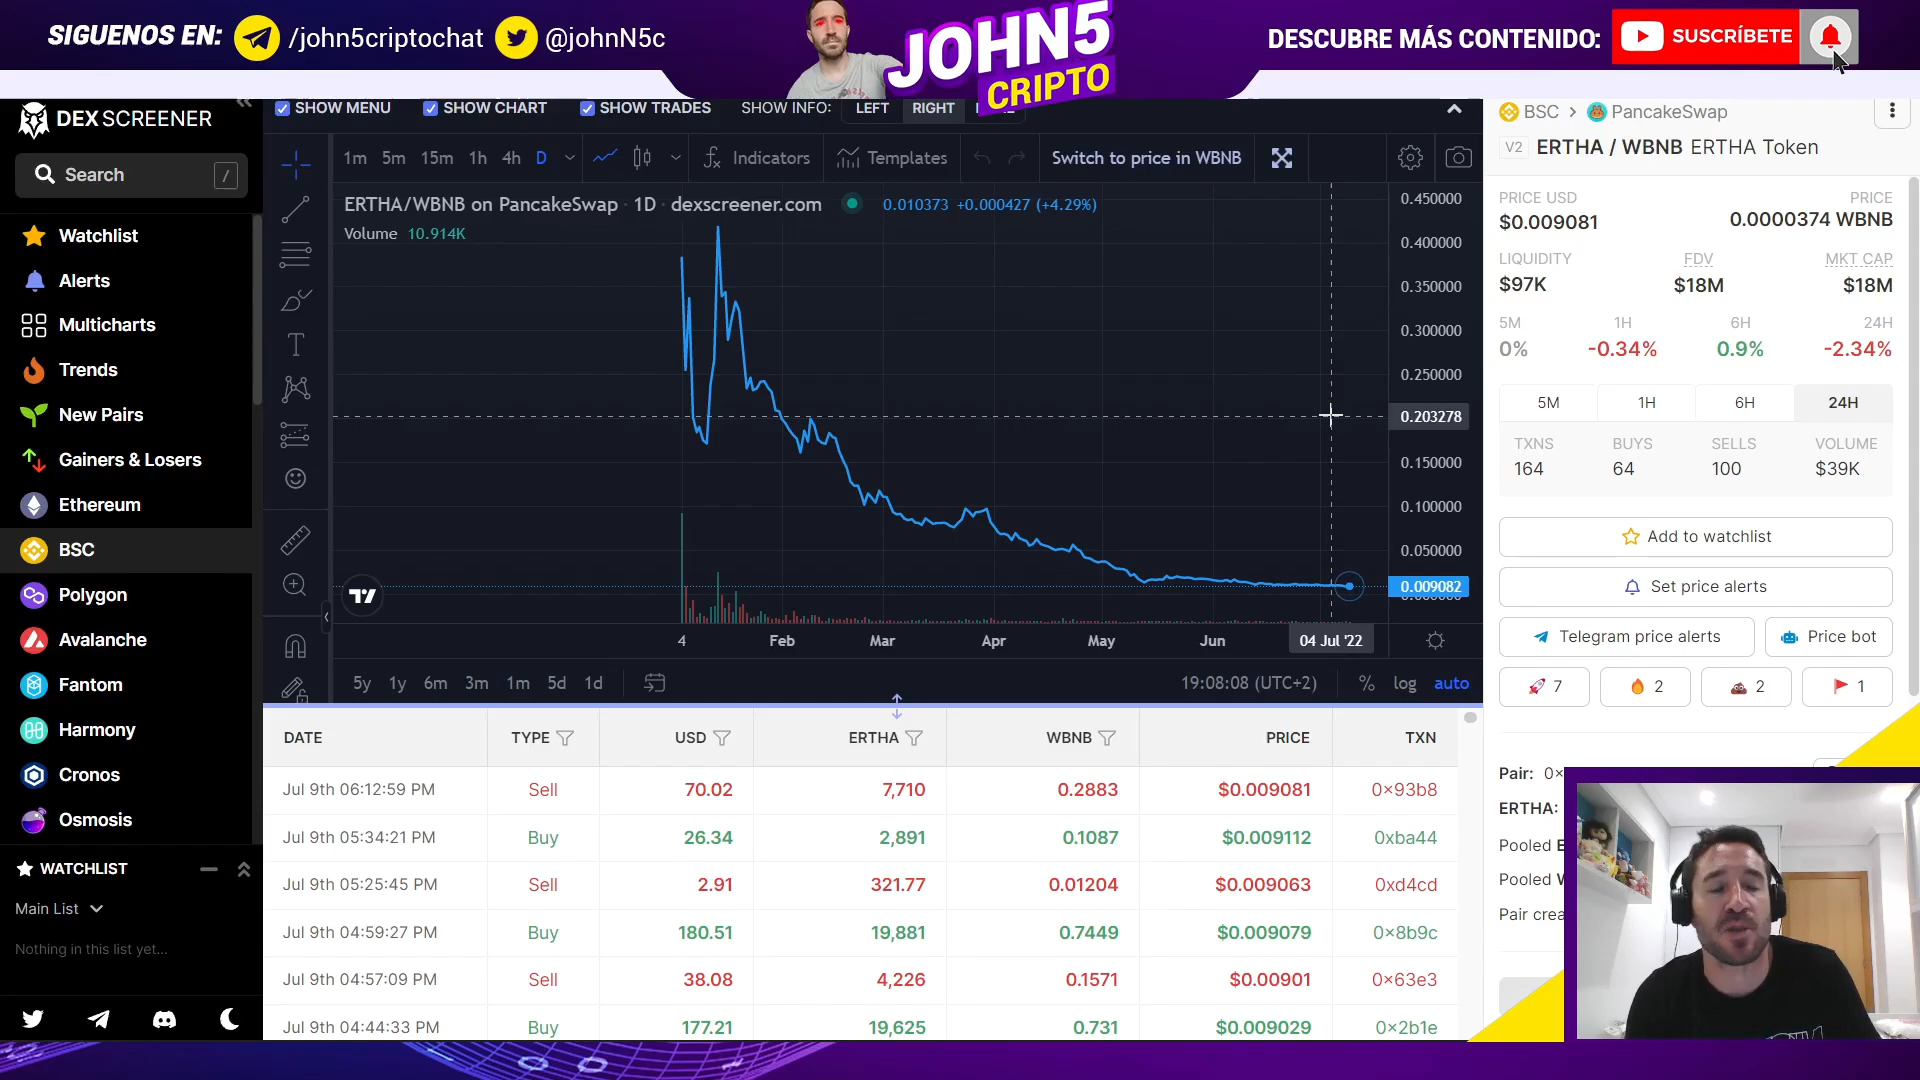 SIGUENOS EN: /john5criptochat @johnN5c
JOHN5
CRIPTO
DESCUBRE MÁS CONTENIDO: SUSCRÍBETE
DEX SCREENER
Search /
Watchlist
Alerts
Multicharts
Trends
New Pairs
Gainers & Losers
Ethereum
BSC
Polygon
Avalanche
Fantom
Harmony
Cronos
Osmosis
WATCHLIST
Main List
Nothing in this list yet...
SHOW MENU SHOW CHART SHOW TRADES SHOW INFO: LEFT RIGHT
1m 5m 15m 1h 4h D Indicators Templates Switch to price in WBNB
ERTHA/WBNB on PancakeSwap · 1D · dexscreener.com 0.010373 +0.000427 (+4.29%)
Volume 10.914K
0.450000
0.400000
0.350000
0.300000
0.250000
0.203278
0.150000
0.100000
0.050000
0.009082
4 Feb Mar Apr May Jun 04 Jul '22
5y 1y 6m 3m 1m 5d 1d 19:08:08 (UTC+2) % log auto
DATE TYPE USD ERTHA WBNB PRICE TXN
Jul 9th 06:12:59 PM Sell 70.02 7,710 0.2883 $0.009081 0×93b8
Jul 9th 05:34:21 PM Buy 26.34 2,891 0.1087 $0.009112 0xba44
Jul 9th 05:25:45 PM Sell 2.91 321.77 0.01204 $0.009063 0xd4cd
Jul 9th 04:59:27 PM Buy 180.51 19,881 0.7449 $0.009079 0×8b9c
Jul 9th 04:57:09 PM Sell 38.08 4,226 0.1571 $0.00901 0×63e3
Jul 9th 04:44:33 PM Buy 177.21 19,625 0.731 $0.009029 0×2b1e
BSC > PancakeSwap
V2 ERTHA / WBNB ERTHA Token
PRICE USD PRICE
$0.009081 0.0000374 WBNB
LIQUIDITY FDV MKT CAP
$97K $18M $18M
5M 1H 6H 24H
0% -0.34% 0.9% -2.34%
5M 1H 6H 24H
TXNS BUYS SELLS VOLUME
164 64 100 $39K
Add to watchlist
Set price alerts
Telegram price alerts Price bot
7 2 2 1
Pair: 0×
ERTHA:
Pooled
Pooled
Pair